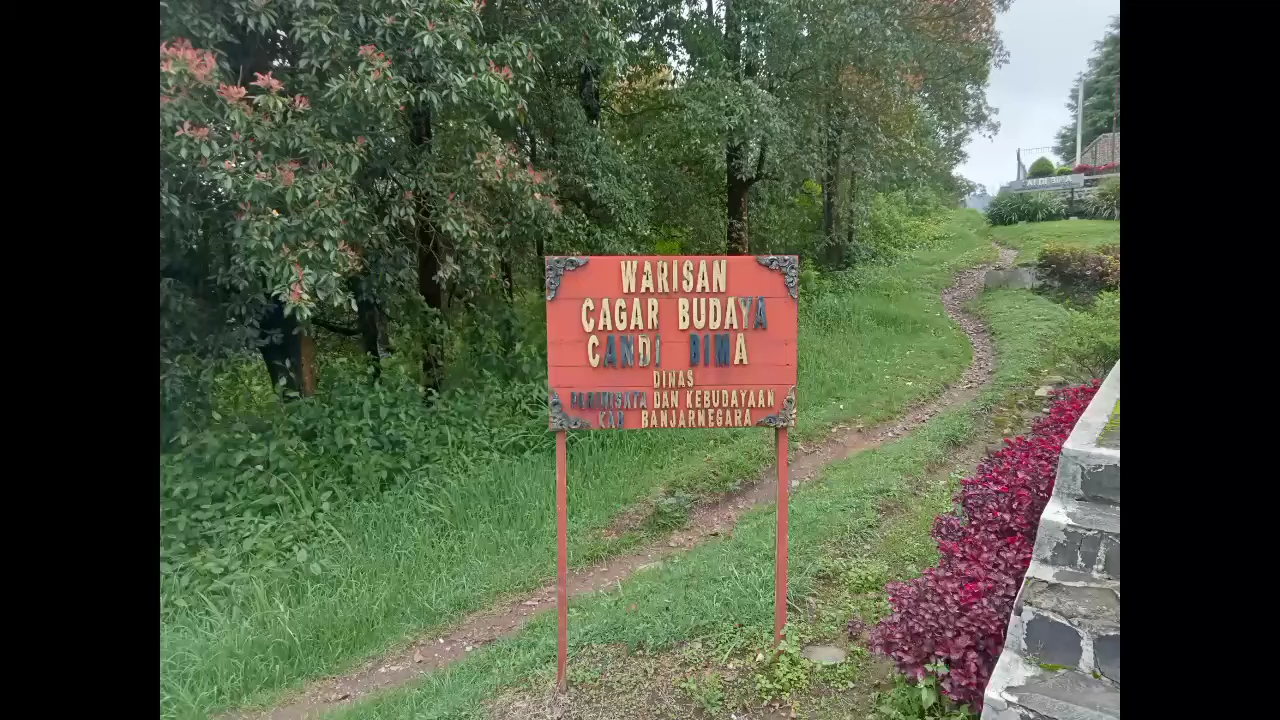 WARISAN
CAGAR BUDAYA
CANDI BIMA
DINAS
PARIWISATA DAN KEBUDAYAAN
KAB BANJARNEGARA